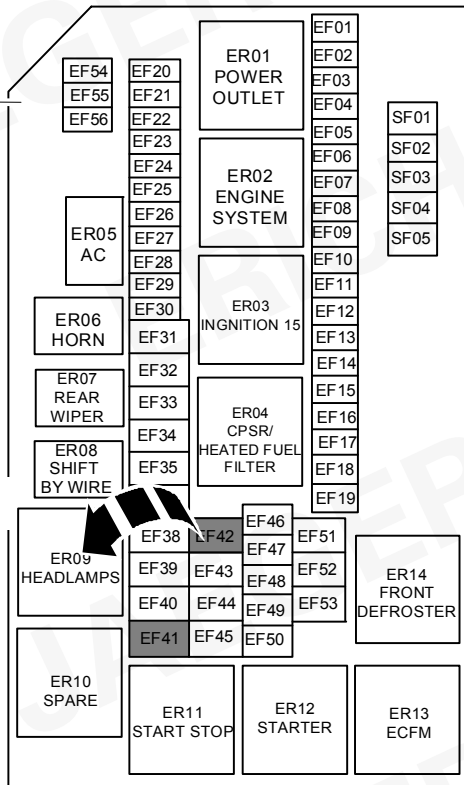 EF54
EF55
EF56
EF20
EF21
EF22
EF23
EF24
EF25
EF26
EF27
EF28
EF29
EF30
EF31
EF32
EF33
EF34
EF35
ER01
POWER
OUTLET
ER02
ENGINE
SYSTEM
ER03
INGNITION 15
ER04
CPSR/
HEATED FUEL
FILTER
EF01
EF02
EF03
EF04
EF05
EF06
EF07
EF08
EF09
EF10
EF11
EF12
EF13
EF14
EF15
EF16
EF17
EF18
EF19
SF01
SF02
SF03
SF04
SF05
ER05
AC
ER06
HORN
ER07
REAR
WIPER
ER08
SHIFT
BY WIRE
ER09
HEADLAMPS
ER10
SPARE
EF38
EF39
EF40
EF41
EF42
EF43
EF44
EF45
EF46
EF47
EF48
EF49
EF50
EF51
EF52
EF53
ER14
FRONT
DEFROSTER
ER11
START STOP
ER12
STARTER
ER13
ECFM